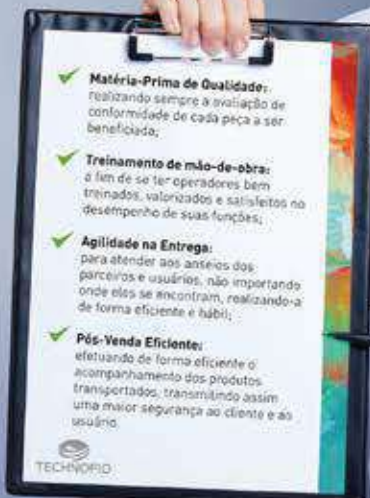 Matéria-Prima de Qualidade:
realizando sempre a avaliação de
conformidade de cada peça a ser
beneficiada;
Treinamento de mão-de-obra:
a fim de se ter operadores bem
treinados, valorizados e satisfeitos no
desempenho de suas funções;
Agilidade na Entrega:
para atender aos anseios dos
parceiros e usuários, não importando
onde eles se encontram, realizando-a
de forma eficiente e hábil;
Pós-Venda Eficiente:
efetuando de forma eficiente o
acompanhamento dos produtos
transportados, transmitindo assim
uma maior segurança ao cliente e ao
usuário.
TECHNOFIO